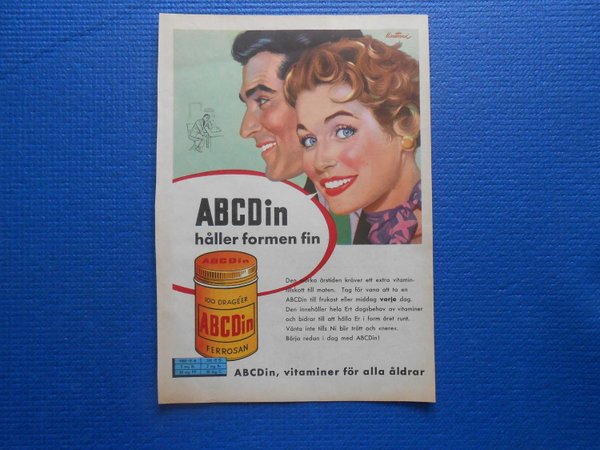 ABCDin
håller formen fin
ABCDin
100 DRAGÉER
ABCDin
FERROSAN
Den mörka årstiden kräver ett extra vitamin-
tillskott till maten. Tag för vana att ta en
ABCDin till frukost eller middag varje dag.
Den innehåller hela Ert dagsbehov av vitaminer
och bidrar till att hålla Er i form året runt.
Vänta inte tills Ni blir trött och »nere».
Börja redan i dag med ABCDin!
ABCDin, vitaminer för alla åldrar